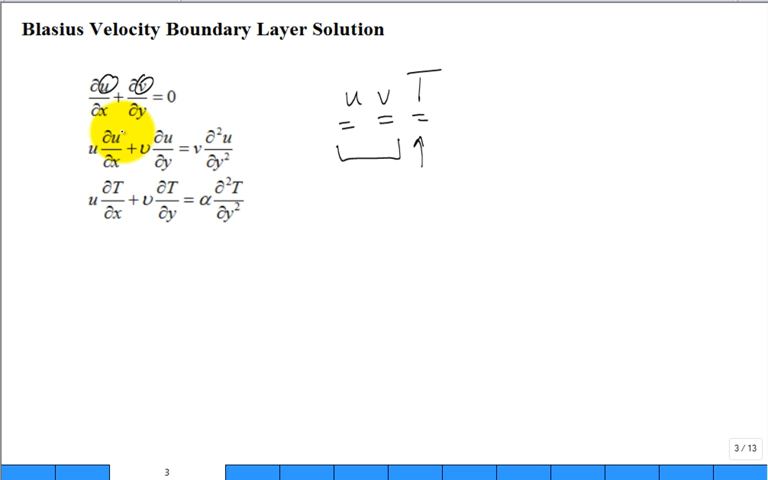 Blasius Velocity Boundary Layer Solution
∂u/∂x + ∂v/∂y = 0
u ∂u/∂x + υ ∂u/∂y = ν ∂²u/∂y²
u ∂T/∂x + υ ∂T/∂y = α ∂²T/∂y²
u v T
3 / 13
3